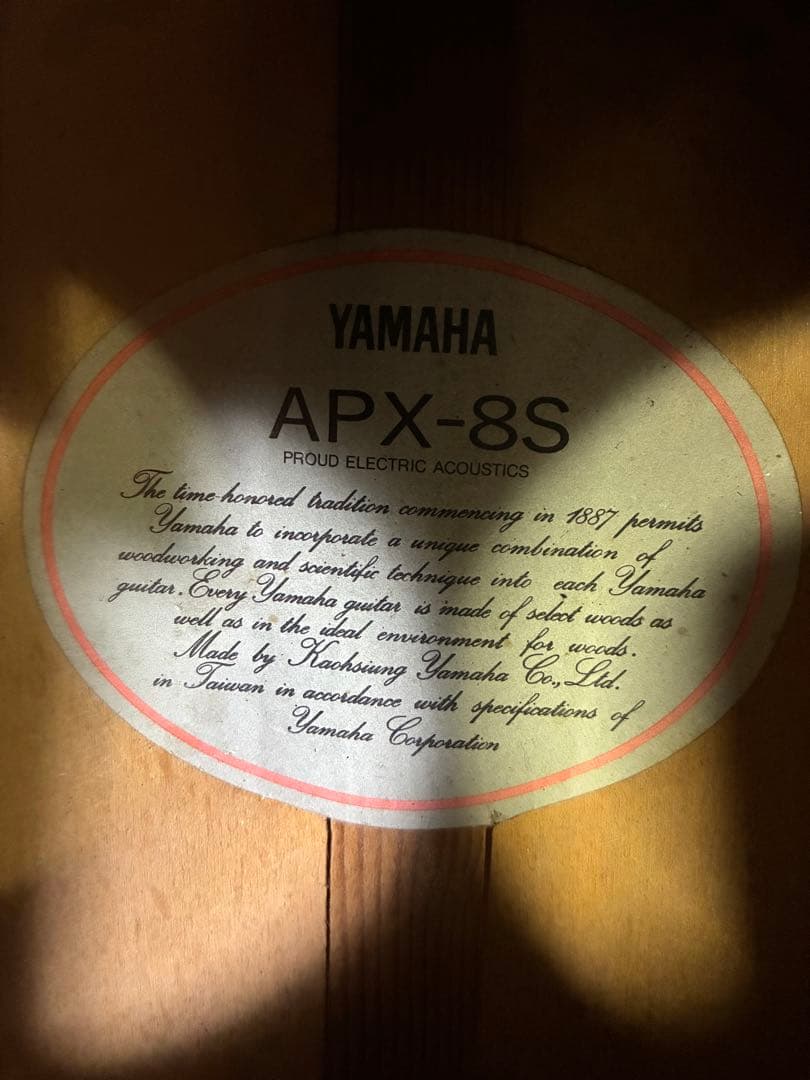 YAMAHA
APX-8S
PROUD ELECTRIC ACOUSTICS
The time-honored tradition commencing in 1887 permits
Yamaha to incorporate a unique combination of
woodworking and scientific technique into each Yamaha
guitar. Every Yamaha guitar is made of select woods as
well as in the ideal environment for woods.
Made by Kaohsiung Yamaha Co., Ltd.
in Taiwan in accordance with specifications of
Yamaha Corporation